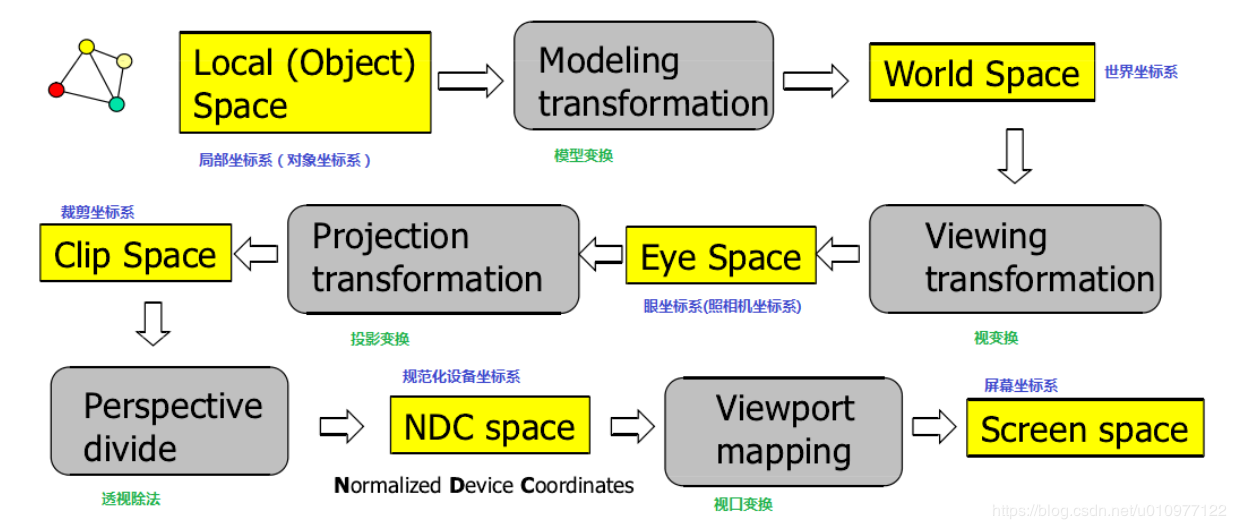 Local (Object)
Space
Modeling
transformation
World Space
世界坐标系
局部坐标系（对象坐标系）
模型变换
裁剪坐标系
Clip Space
Projection
transformation
Eye Space
Viewing
transformation
眼坐标系(照相机坐标系)
投影变换
视变换
Perspective
divide
规范化设备坐标系
NDC space
Viewport
mapping
屏幕坐标系
Screen space
Normalized Device Coordinates
透视除法
视口变换
https://blog.csdn.net/u010977122